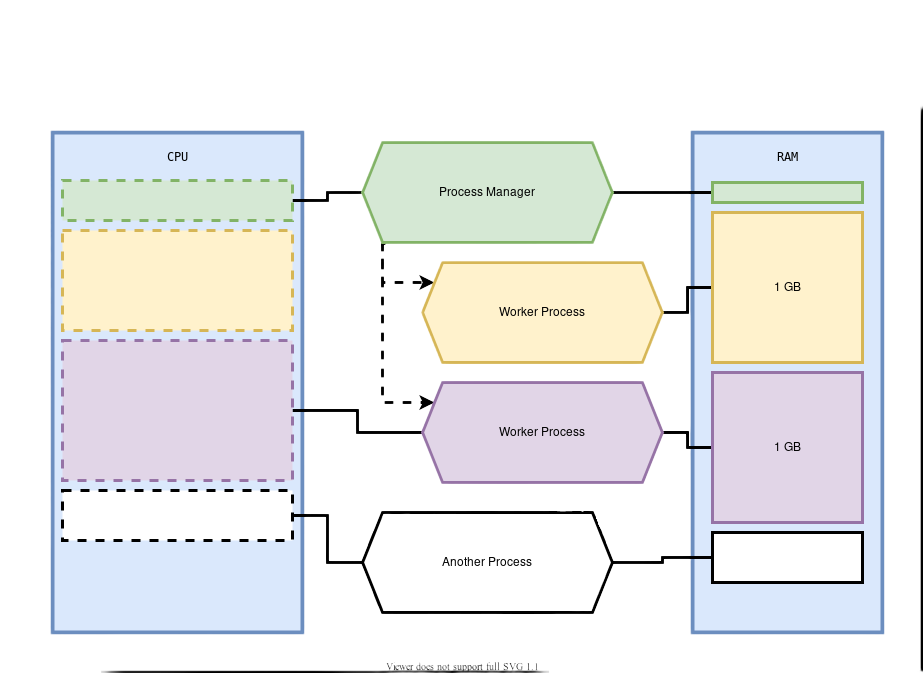 CPU
Process Manager
RAM
Worker Process
1 GB
Worker Process
1 GB
Another Process
Viewer does not support full SVG 1.1